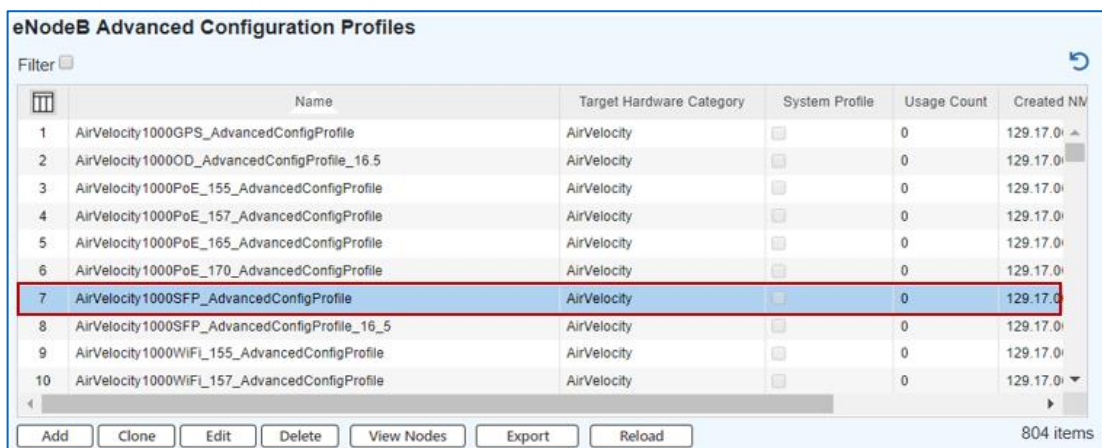 eNodeB Advanced Configuration Profiles
Filter
Name Target Hardware Category System Profile Usage Count Created NM
1 AirVelocity1000GPS_AdvancedConfigProfile AirVelocity 0 129.17.0
2 AirVelocity1000OD_AdvancedConfigProfile_16.5 AirVelocity 0 129.17.0
3 AirVelocity1000PoE_155_AdvancedConfigProfile AirVelocity 0 129.17.0
4 AirVelocity1000PoE_157_AdvancedConfigProfile AirVelocity 0 129.17.0
5 AirVelocity1000PoE_165_AdvancedConfigProfile AirVelocity 0 129.17.0
6 AirVelocity1000PoE_170_AdvancedConfigProfile AirVelocity 0 129.17.0
7 AirVelocity1000SFP_AdvancedConfigProfile AirVelocity 0 129.17.0
8 AirVelocity1000SFP_AdvancedConfigProfile_16_5 AirVelocity 0 129.17.0
9 AirVelocity1000WiFi_155_AdvancedConfigProfile AirVelocity 0 129.17.0
10 AirVelocity1000WiFi_157_AdvancedConfigProfile AirVelocity 0 129.17.0
Add Clone Edit Delete View Nodes Export Reload 804 items